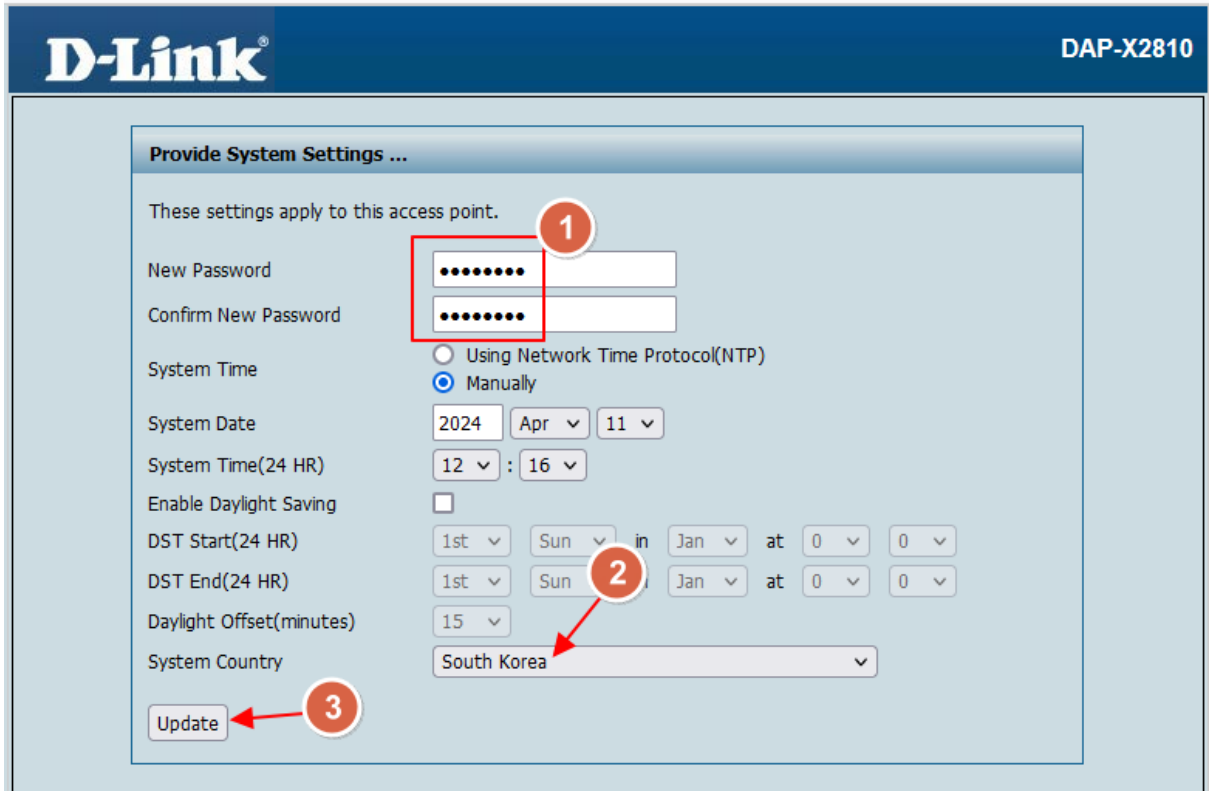 D-Link®
DAP-X2810
Provide System Settings ...
These settings apply to this access point.
1
New Password ••••••••
Confirm New Password ••••••••
System Time Using Network Time Protocol(NTP)
Manually
System Date 2024 Apr 11
System Time(24 HR) 12 : 16
Enable Daylight Saving
DST Start(24 HR) 1st Sun in Jan at 0 0
DST End(24 HR) 1st Sun 2 Jan at 0 0
Daylight Offset(minutes) 15
System Country South Korea
Update 3